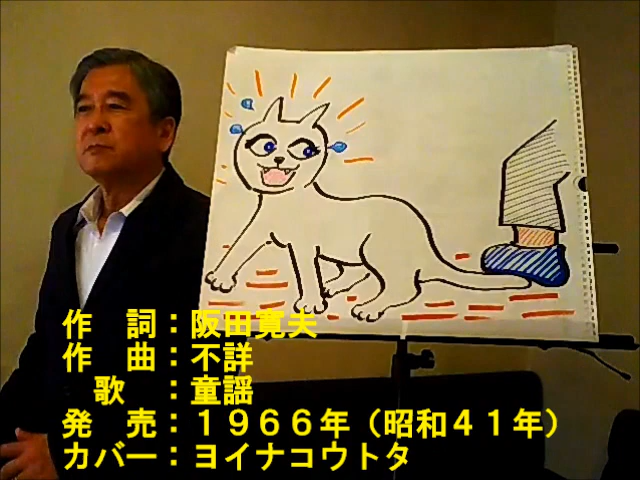 作　詞：阪田寛夫
作　曲：不詳
歌　：童謡
発　売：１９６６年（昭和４１年）
カバー：ヨイナコウトタ